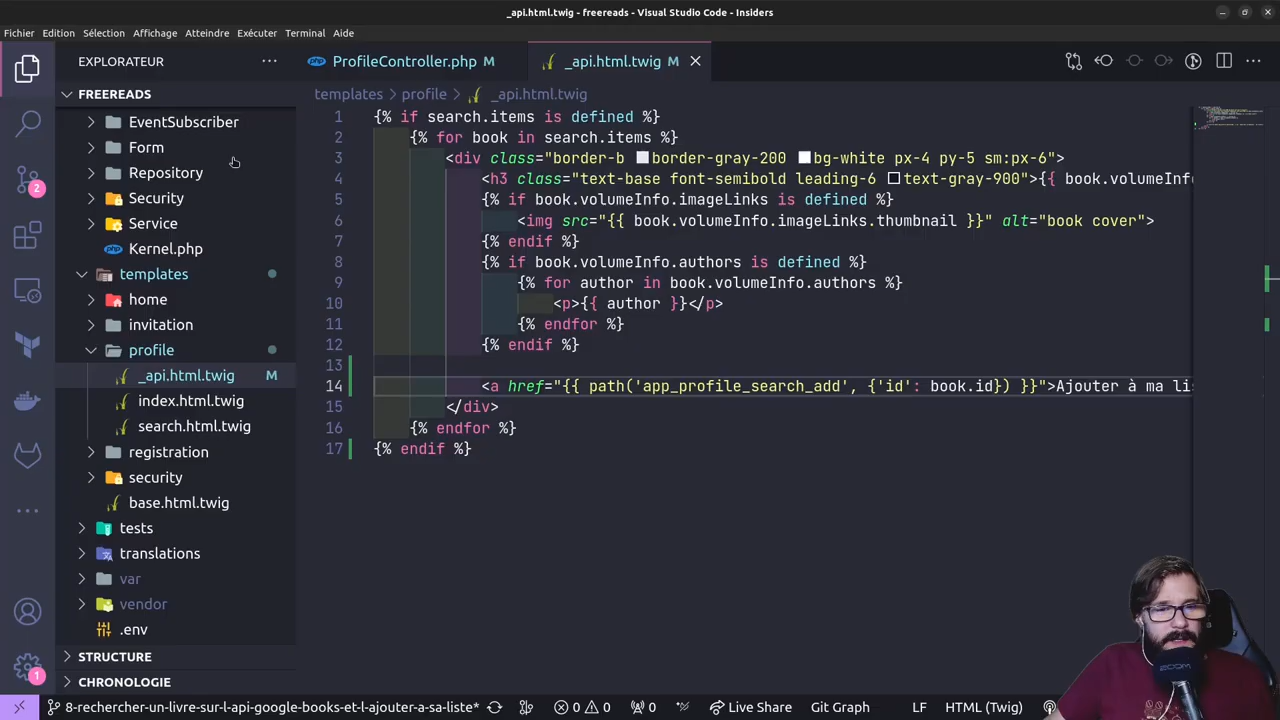 _api.html.twig - freereads - Visual Studio Code - Insiders
Fichier Edition Sélection Affichage Atteindre Exécuter Terminal Aide
EXPLORATEUR
FREEREADS
EventSubscriber
Form
Repository
Security
Service
Kernel.php
templates
home
invitation
profile
_api.html.twig M
index.html.twig
search.html.twig
registration
security
base.html.twig
tests
translations
var
vendor
.env
STRUCTURE
CHRONOLOGIE
2
1
php ProfileController.php M
_api.html.twig M
templates > profile > _api.html.twig
1 {% if search.items is defined %}
2 {% for book in search.items %}
3 <div class="border-b border-gray-200 bg-white px-4 py-5 sm:px-6">
4 <h3 class="text-base font-semibold leading-6 text-gray-900">{{ book.volumeInf
5 {% if book.volumeInfo.imageLinks is defined %}
6 <img src="{{ book.volumeInfo.imageLinks.thumbnail }}" alt="book cover">
7 {% endif %}
8 {% if book.volumeInfo.authors is defined %}
9 {% for author in book.volumeInfo.authors %}
10 <p>{{ author }}</p>
11 {% endfor %}
12 {% endif %}
13
14 <a href="{{ path('app_profile_search_add', {'id': book.id}) }}">Ajouter à ma lis
15 </div>
16 {% endfor %}
17 {% endif %}
ZOOM
8-rechercher-un-livre-sur-l-api-google-books-et-l-ajouter-a-sa-liste* 0 0 0 Live Share Git Graph LF HTML (Twig)